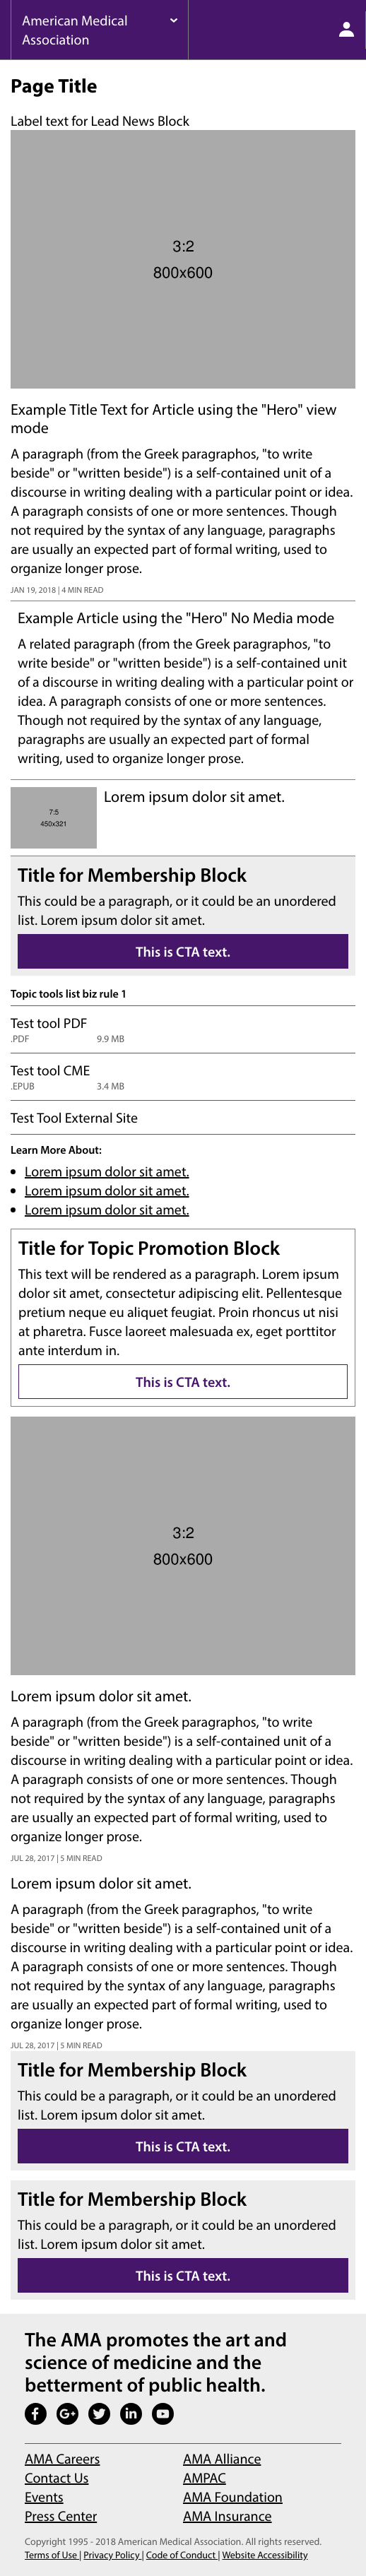 American Medical
Association
Page Title
Label text for Lead News Block
3:2
800x600
Example Title Text for Article using the "Hero" view
mode
A paragraph (from the Greek paragraphos, "to write
beside" or "written beside") is a self-contained unit of a
discourse in writing dealing with a particular point or idea.
A paragraph consists of one or more sentences. Though
not required by the syntax of any language, paragraphs
are usually an expected part of formal writing, used to
organize longer prose.
JAN 19, 2018 | 4 MIN READ
Example Article using the "Hero" No Media mode
A related paragraph (from the Greek paragraphos, "to
write beside" or "written beside") is a self-contained unit
of a discourse in writing dealing with a particular point or
idea. A paragraph consists of one or more sentences.
Though not required by the syntax of any language,
paragraphs are usually an expected part of formal
writing, used to organize longer prose.
7:5
450x321
Lorem ipsum dolor sit amet.
Title for Membership Block
This could be a paragraph, or it could be an unordered
list. Lorem ipsum dolor sit amet.
This is CTA text.
Topic tools list biz rule 1
Test tool PDF
.PDF 9.9 MB
Test tool CME
.EPUB 3.4 MB
Test Tool External Site
Learn More About:
Lorem ipsum dolor sit amet.
Lorem ipsum dolor sit amet.
Lorem ipsum dolor sit amet.
Title for Topic Promotion Block
This text will be rendered as a paragraph. Lorem ipsum
dolor sit amet, consectetur adipiscing elit. Pellentesque
pretium neque eu aliquet feugiat. Proin rhoncus ut nisi
at pharetra. Fusce laoreet malesuada ex, eget porttitor
ante interdum in.
This is CTA text.
3:2
800x600
Lorem ipsum dolor sit amet.
A paragraph (from the Greek paragraphos, "to write
beside" or "written beside") is a self-contained unit of a
discourse in writing dealing with a particular point or idea.
A paragraph consists of one or more sentences. Though
not required by the syntax of any language, paragraphs
are usually an expected part of formal writing, used to
organize longer prose.
JUL 28, 2017 | 5 MIN READ
Lorem ipsum dolor sit amet.
A paragraph (from the Greek paragraphos, "to write
beside" or "written beside") is a self-contained unit of a
discourse in writing dealing with a particular point or idea.
A paragraph consists of one or more sentences. Though
not required by the syntax of any language, paragraphs
are usually an expected part of formal writing, used to
organize longer prose.
JUL 28, 2017 | 5 MIN READ
Title for Membership Block
This could be a paragraph, or it could be an unordered
list. Lorem ipsum dolor sit amet.
This is CTA text.
Title for Membership Block
This could be a paragraph, or it could be an unordered
list. Lorem ipsum dolor sit amet.
This is CTA text.
The AMA promotes the art and
science of medicine and the
betterment of public health.
AMA Careers
Contact Us
Events
Press Center
AMA Alliance
AMPAC
AMA Foundation
AMA Insurance
Copyright 1995 - 2018 American Medical Association. All rights reserved.
Terms of Use | Privacy Policy | Code of Conduct | Website Accessibility